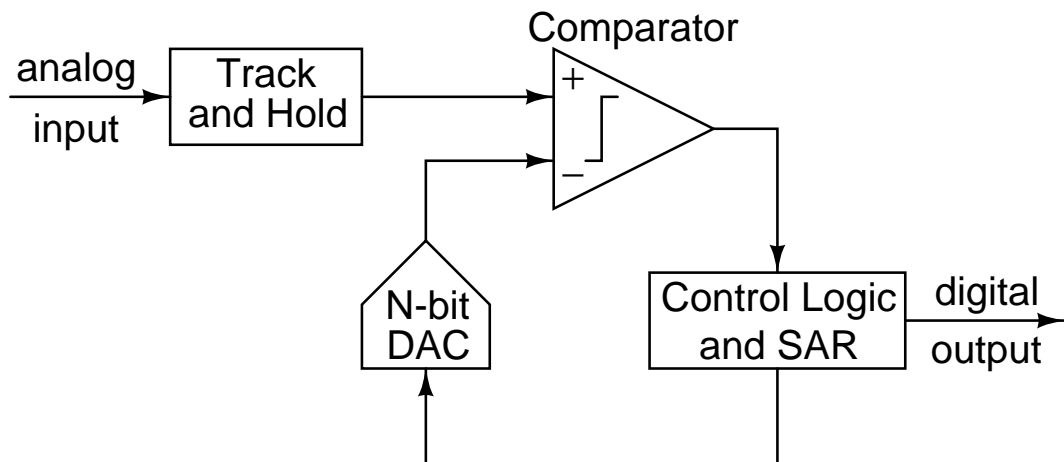 Comparator
analog
input
Track
and Hold
+
−
N-bit
DAC
Control Logic
and SAR
digital
output